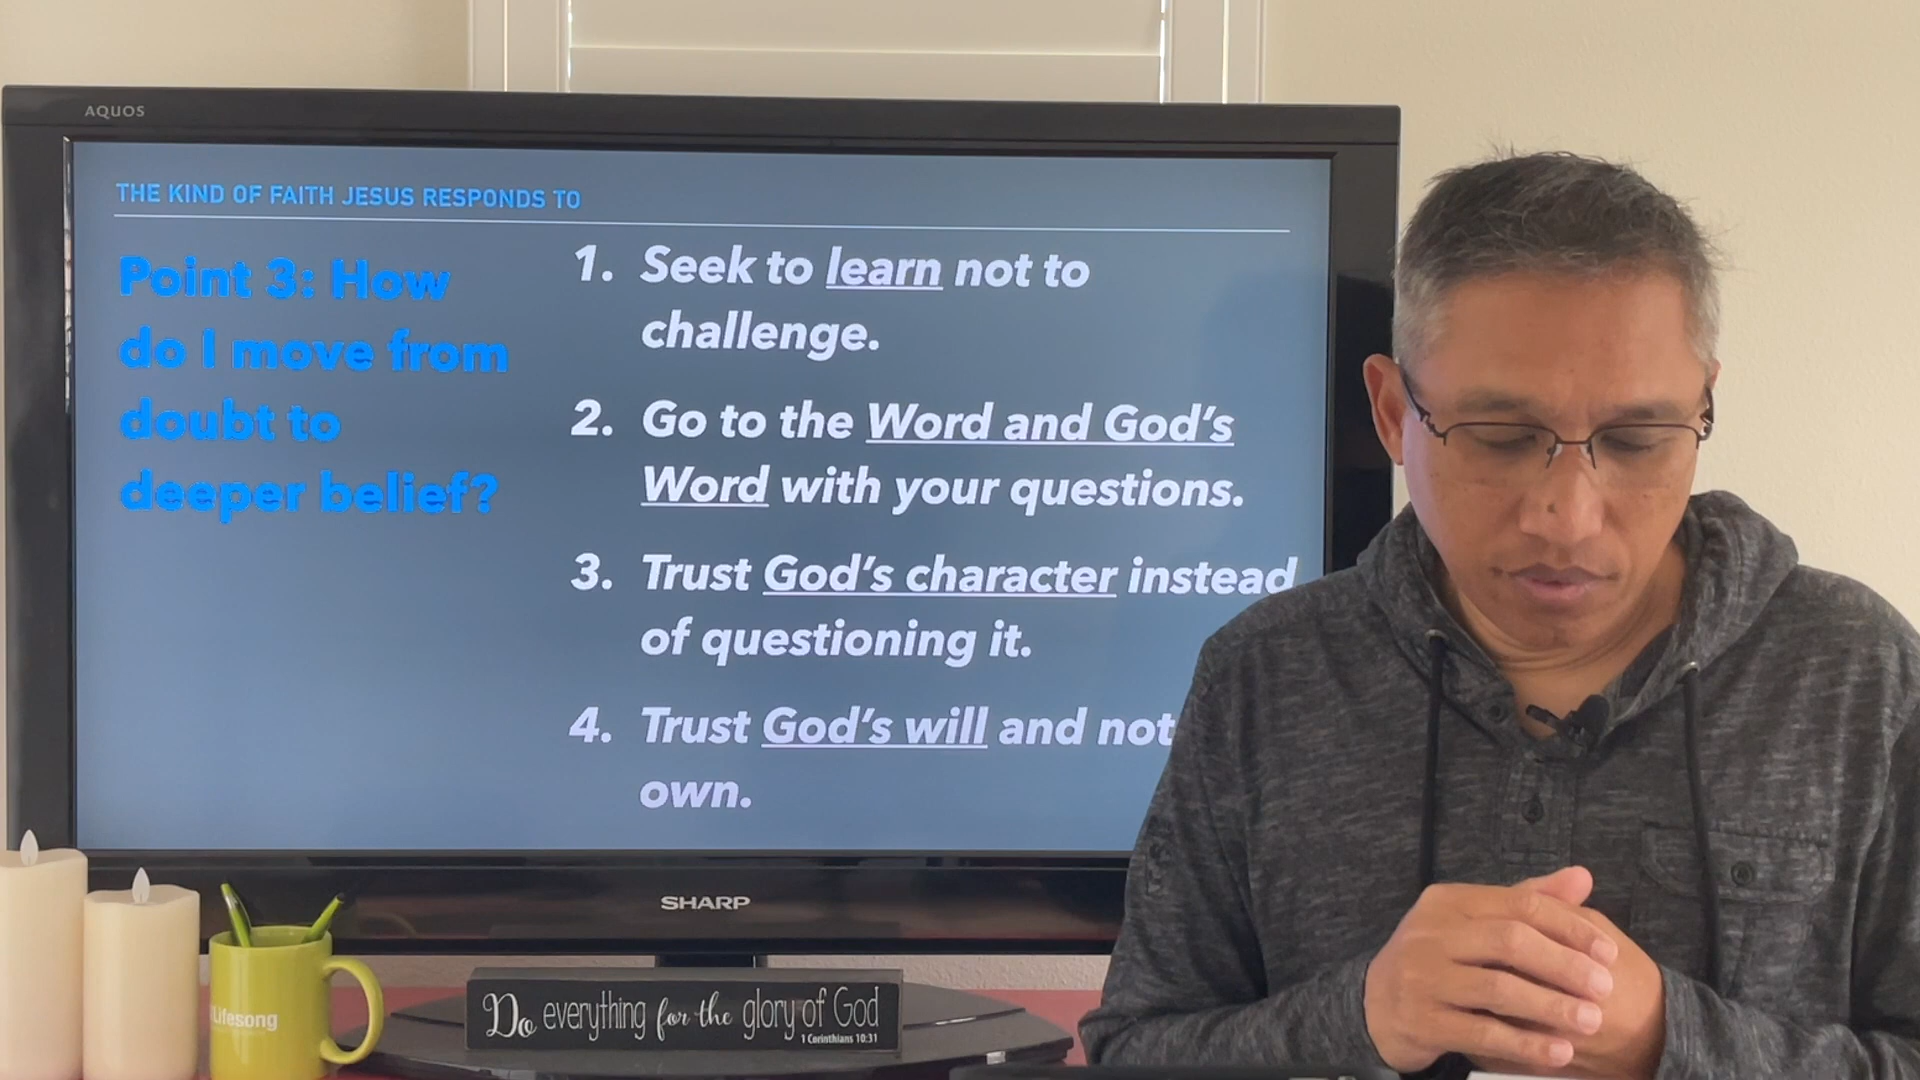 AQUOS
THE KIND OF FAITH JESUS RESPONDS TO
Point 3: How
do I move from
doubt to
deeper belief?
1. Seek to learn not to
challenge.
2. Go to the Word and God's
Word with your questions.
3. Trust God's character instead
of questioning it.
4. Trust God's will and not
own.
SHARP
Lifesong
Do everything for the glory of God
1 Corinthians 10:31